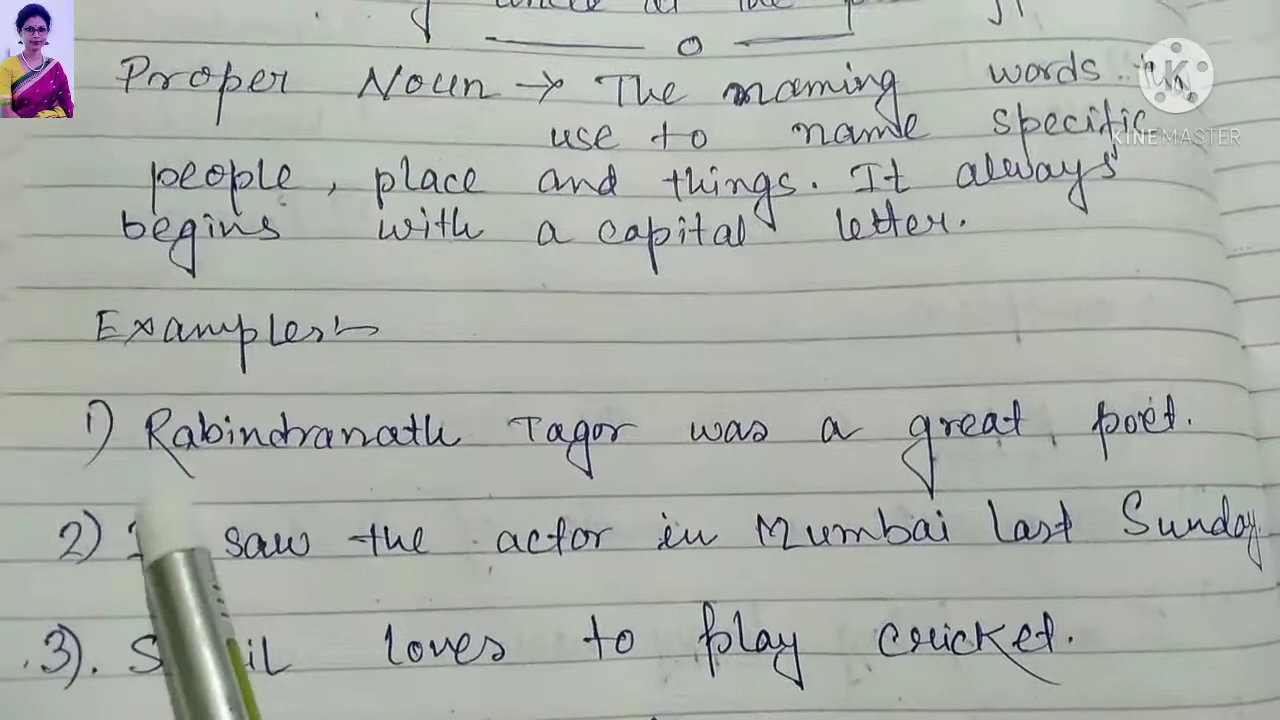 Proper Noun → The naming words
use to name specific
people, place and things. It always
begins with a capital letter.
Examples:-
1) Rabindranath Tagor was a great poet.
2) saw the actor in Mumbai last Sunday
3). loves to play cricket.
KINEMASTER